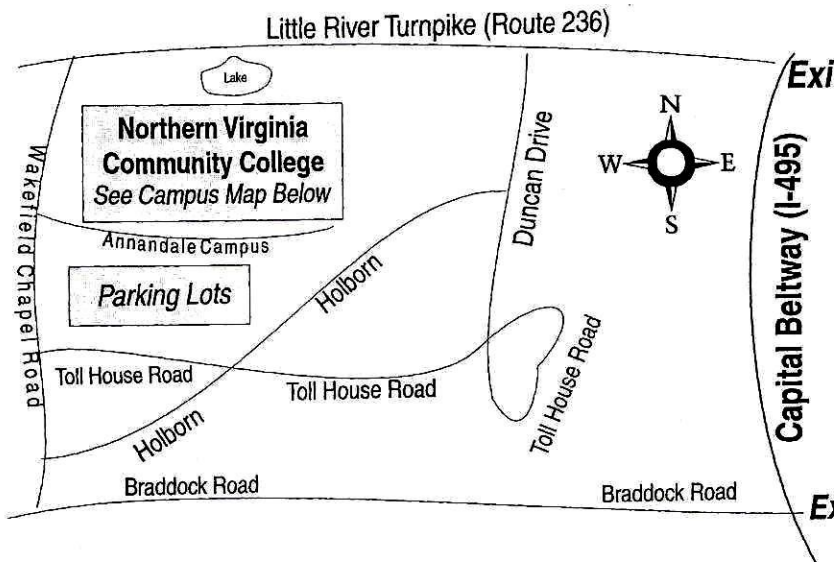 Little River Turnpike (Route 236)
Lake
Exi
Northern Virginia
Community College
See Campus Map Below
N
W
E
S
Wakefield Chapel Road
Duncan Drive
Capital Beltway (I-495)
Annandale Campus
Holborn
Parking Lots
Toll House Road
Toll House Road
Toll House Road
Holborn
Braddock Road
Braddock Road
Ex